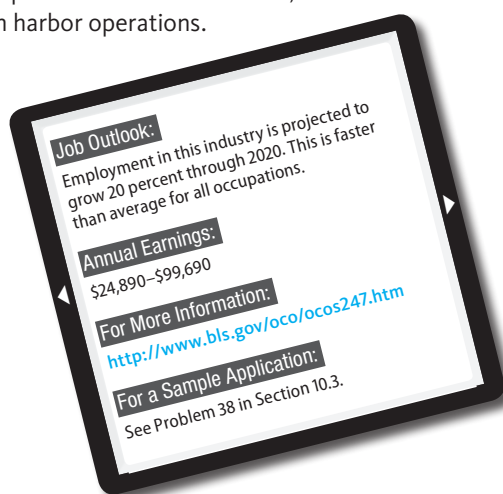 n harbor operations.
Job Outlook:
Employment in this industry is projected to
grow 20 percent through 2020. This is faster
than average for all occupations.
Annual Earnings:
$24,890–$99,690
For More Information:
http://www.bls.gov/oco/ocos247.htm
For a Sample Application:
See Problem 38 in Section 10.3.